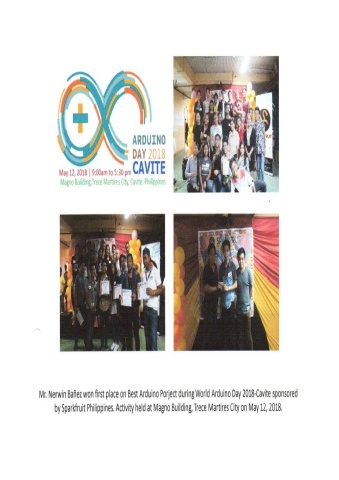 ARDUINO
DAY 2018
CAVITE
May 12, 2018 | 9:00am to 5:30 pm
Magno Building,Trece Martires City, Cavite, Philippines
Mr. Nerwin Bañez won first place on Best Arduino Porject during World Arduino Day 2018-Cavite sponsored
by Sparkfruit Philippines. Activity held at Magno Building, Trece Martires City on May 12, 2018.